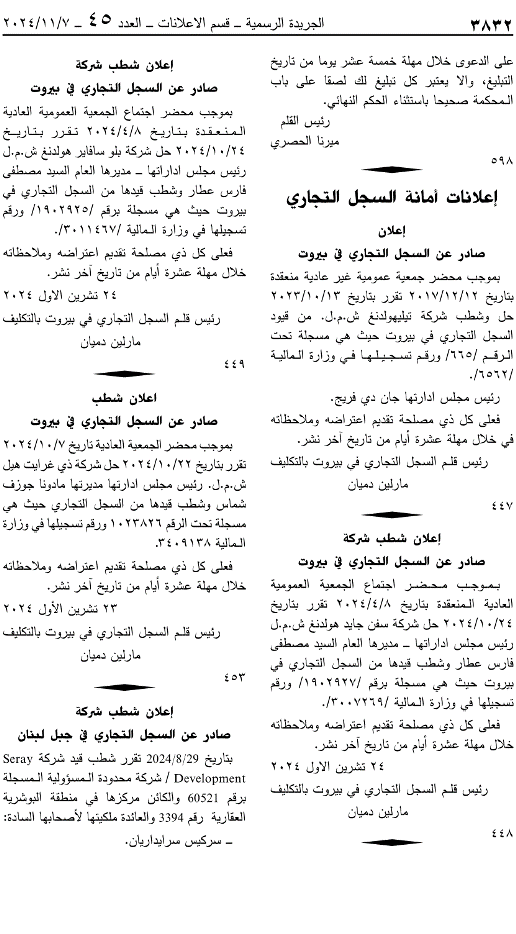 ٣٨٣٢
الجريدة الرسمية ــ قسم الاعلانات ــ العدد ٤٥ ــ ٢٠٢٤/١١/٧
على الدعوى خلال مهلة خمسة عشر يوما من تاريخ
التبليغ، والا يعتبر كل تبليغ لك لصقا على باب
المحكمة صحيحا باستثناء الحكم النهائي.
رئيس القلم
ميرنا الحصري
٥٩٨
إعلانات أمانة السجل التجاري
اعلان
صادر عن السجل التجاري في بيروت
بموجب محضر جمعية عمومية غير عادية منعقدة
بتاريخ ٢٠١٧/١٢/١٢ تقرر بتاريخ ٢٠٢٣/١٠/١٣
حل وشطب شركة تيليهولدنغ ش.م.ل. من قيود
السجل التجاري في بيروت حيث هي مسجلة تحت
الرقم /٦٦٥/ ورقم تسجيلها في وزارة المالية
/٦٥٦٢/.
رئيس مجلس ادارتها جان دي فريج.
فعلى كل ذي مصلحة تقديم اعتراضه وملاحظاته
في خلال مهلة عشرة أيام من تاريخ آخر نشر.
رئيس قلم السجل التجاري في بيروت بالتكليف
مارلين دميان
٤٤٧
إعلان شطب شركة
صادر عن السجل التجاري في بيروت
بموجب محضر اجتماع الجمعية العمومية
العادية المنعقدة بتاريخ ٢٠٢٤/٤/٨ تقرر بتاريخ
٢٠٢٤/١٠/٢٤ حل شركة سفن جايد هولدنغ ش.م.ل
رئيس مجلس اداراتها ــ مديرها العام السيد مصطفى
فارس عطار وشطب قيدها من السجل التجاري في
بيروت حيث هي مسجلة برقم /١٩٠٢٩٢٧/ ورقم
تسجيلها في وزارة المالية /٣٠٠٧٢٦٩/.
فعلى كل ذي مصلحة تقديم اعتراضه وملاحظاته
خلال مهلة عشرة أيام من تاريخ آخر نشر.
٢٤ تشرين الاول ٢٠٢٤
رئيس قلم السجل التجاري في بيروت بالتكليف
مارلين دميان
٤٤٨
إعلان شطب شركة
صادر عن السجل التجاري في بيروت
بموجب محضر اجتماع الجمعية العمومية العادية
المنعقدة بتاريخ ٢٠٢٤/٤/٨ تقرر بتاريخ
٢٠٢٤/١٠/٢٤ حل شركة بلو سافاير هولدنغ ش.م.ل
رئيس مجلس اداراتها ــ مديرها العام السيد مصطفى
فارس عطار وشطب قيدها من السجل التجاري في
بيروت حيث هي مسجلة برقم /١٩٠٢٩٢٥/ ورقم
تسجيلها في وزارة المالية /٣٠١١٤٦٧/.
فعلى كل ذي مصلحة تقديم اعتراضه وملاحظاته
خلال مهلة عشرة أيام من تاريخ آخر نشر.
٢٤ تشرين الاول ٢٠٢٤
رئيس قلم السجل التجاري في بيروت بالتكليف
مارلين دميان
٤٤٩
اعلان شطب
صادر عن السجل التجاري في بيروت
بموجب محضر الجمعية العادية تاريخ ٢٠٢٤/١٠/٧
تقرر بتاريخ ٢٠٢٤/١٠/٢٢ حل شركة ذي غرايت هيل
ش.م.ل. رئيس مجلس ادارتها مديرتها مادونا جوزف
شماس وشطب قيدها من السجل التجاري حيث هي
مسجلة تحت الرقم ١٠٢٣٨٢٦ ورقم تسجيلها في وزارة
المالية ٣٤٠٩١٣٨.
فعلى كل ذي مصلحة تقديم اعتراضه وملاحظاته
خلال مهلة عشرة أيام من تاريخ آخر نشر.
٢٣ تشرين الأول ٢٠٢٤
رئيس قلم السجل التجاري في بيروت بالتكليف
مارلين دميان
٤٥٣
إعلان شطب شركة
صادر عن السجل التجاري في جبل لبنان
بتاريخ 2024/8/29 تقرر شطب قيد شركة Seray
Development / شركة محدودة المسؤولية المسجلة
برقم 60521 والكائن مركزها في منطقة البوشرية
العقارية رقم 3394 والعائدة ملكيتها لأصحابها السادة:
ــ سركيس سرايداريان.